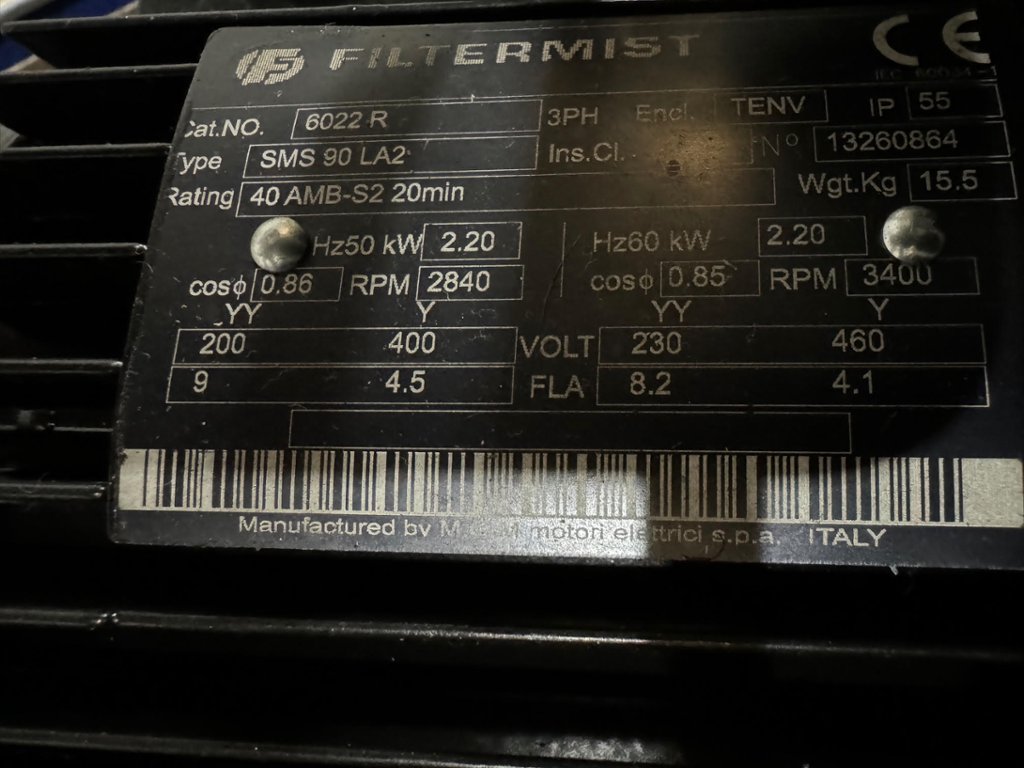 FILTERMIST CE
Cat.NO. 6022 R 3PH Encl. TENV IP 55
Type SMS 90 LA2 Ins.Cl. N° 13260864
Rating 40 AMB-S2 20min Wgt.Kg 15.5
Hz50 kW 2.20 Hz60 kW 2.20
cosϕ 0.86 RPM 2840 cosϕ 0.85 RPM 3400
YY Y YY Y
200 400 VOLT 230 460
9 4.5 FLA 8.2 4.1
Manufactured by motori elettrici s.p.a. ITALY